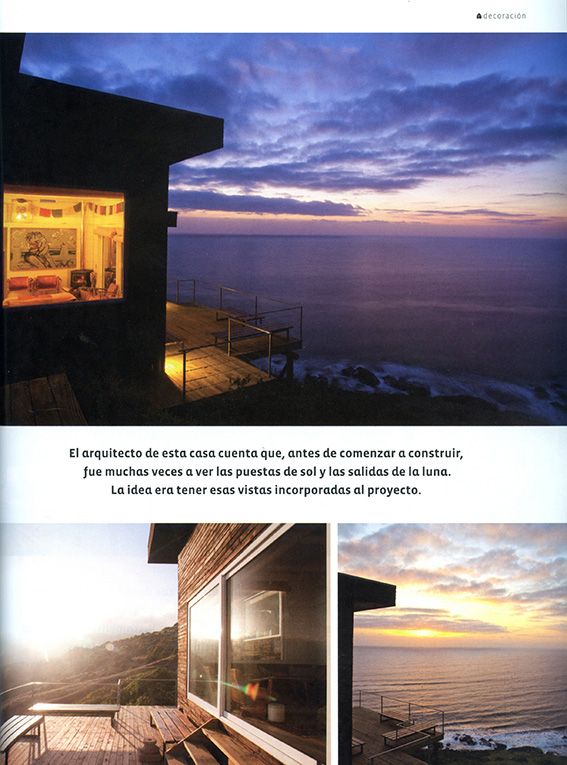 decoración
El arquitecto de esta casa cuenta que, antes de comenzar a construir,
fue muchas veces a ver las puestas de sol y las salidas de la luna.
La idea era tener esas vistas incorporadas al proyecto.